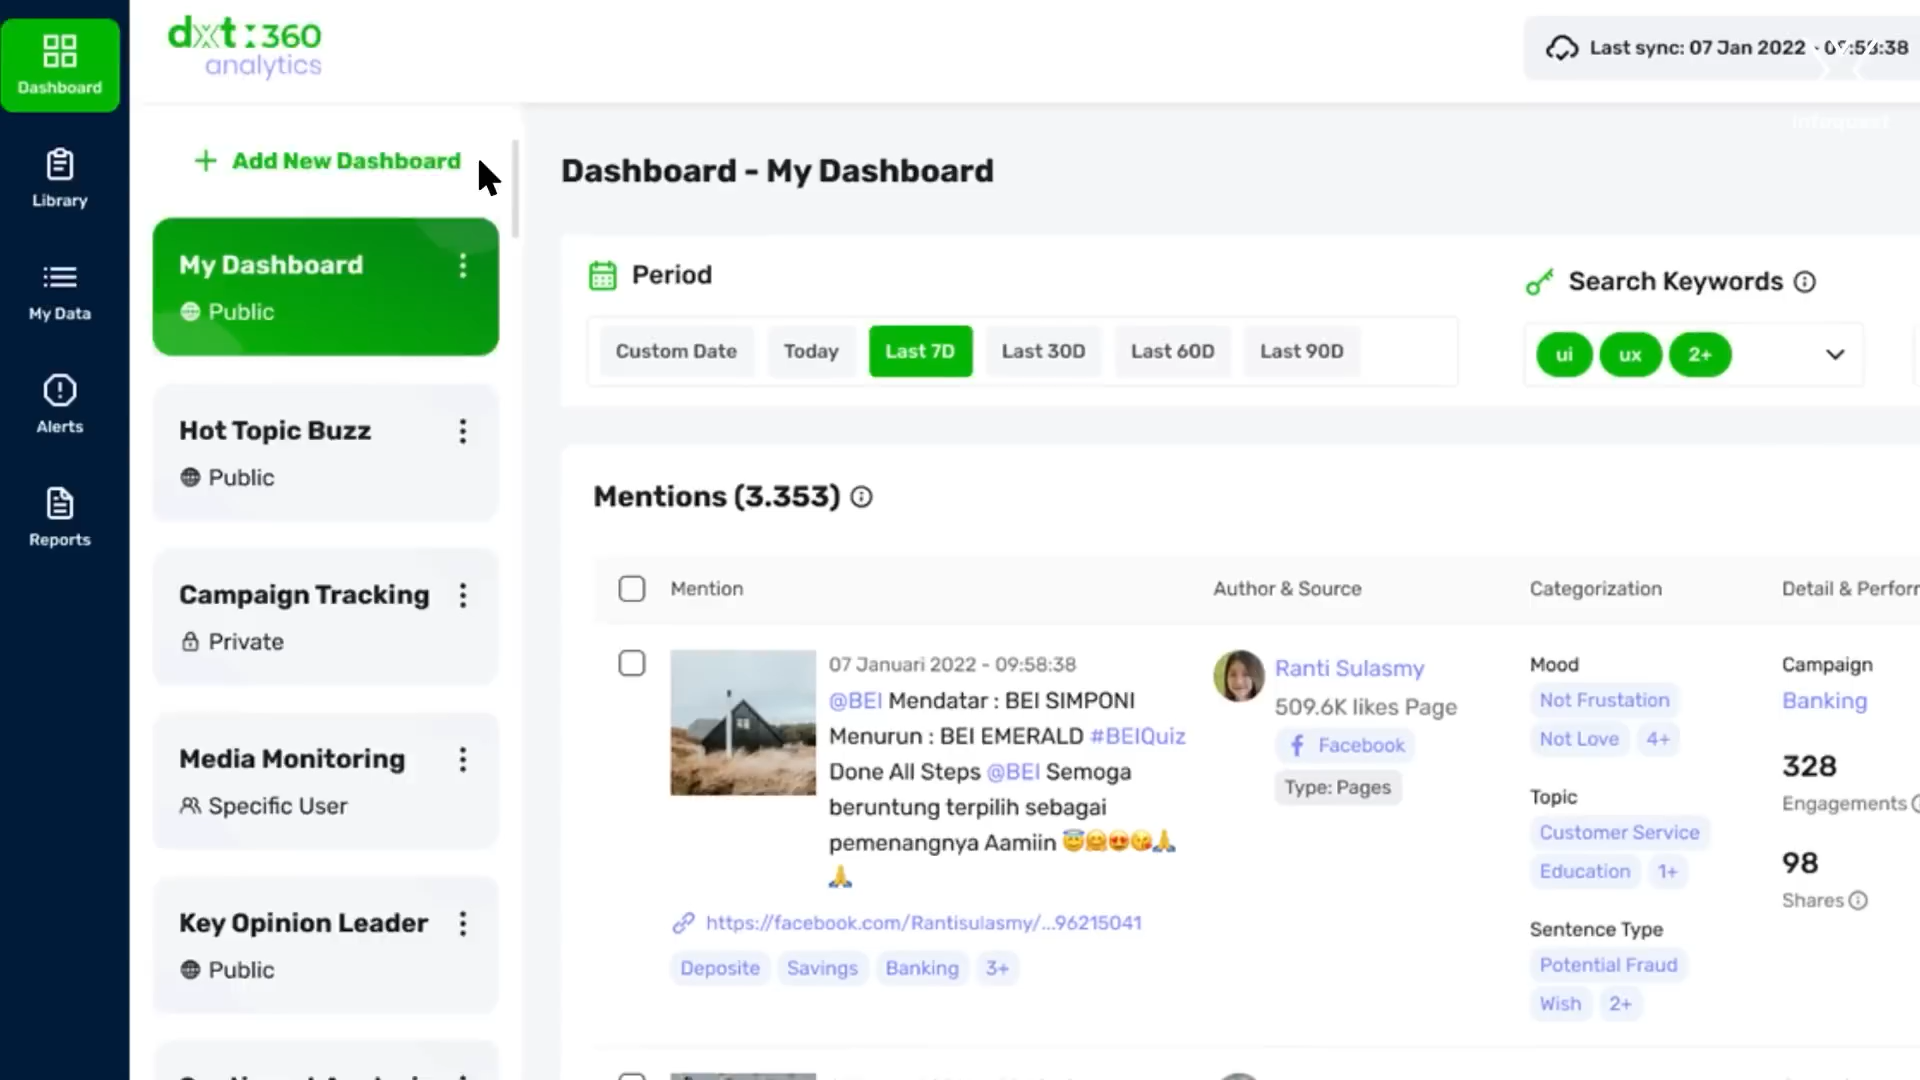 dxt:360
analytics
Last sync: 07 Jan 2022 - 09:58:38
Dashboard
Library
My Data
Alerts
Reports
Add New Dashboard
My Dashboard
Public
Hot Topic Buzz
Public
Campaign Tracking
Private
Media Monitoring
Specific User
Key Opinion Leader
Public
Dashboard - My Dashboard
Period
Custom Date Today Last 7D Last 30D Last 60D Last 90D
Search Keywords
ui ux 2+
Mentions (3.353)
Mention Author & Source Categorization Detail & Perforr
07 Januari 2022 - 09:58:38
@BEI Mendatar : BEI SIMPONI
Menurun : BEI EMERALD #BEIQuiz
Done All Steps @BEI Semoga
beruntung terpilih sebagai
pemenangnya Aamiin 😇🤗😍😘🙏
🙏
https://facebook.com/Rantisulasmy/...96215041
Deposite Savings Banking 3+
Ranti Sulasmy
509.6K likes Page
Facebook
Type: Pages
Mood
Not Frustation
Not Love 4+
Topic
Customer Service
Education 1+
Sentence Type
Potential Fraud
Wish 2+
Campaign
Banking
328
Engagements
98
Shares